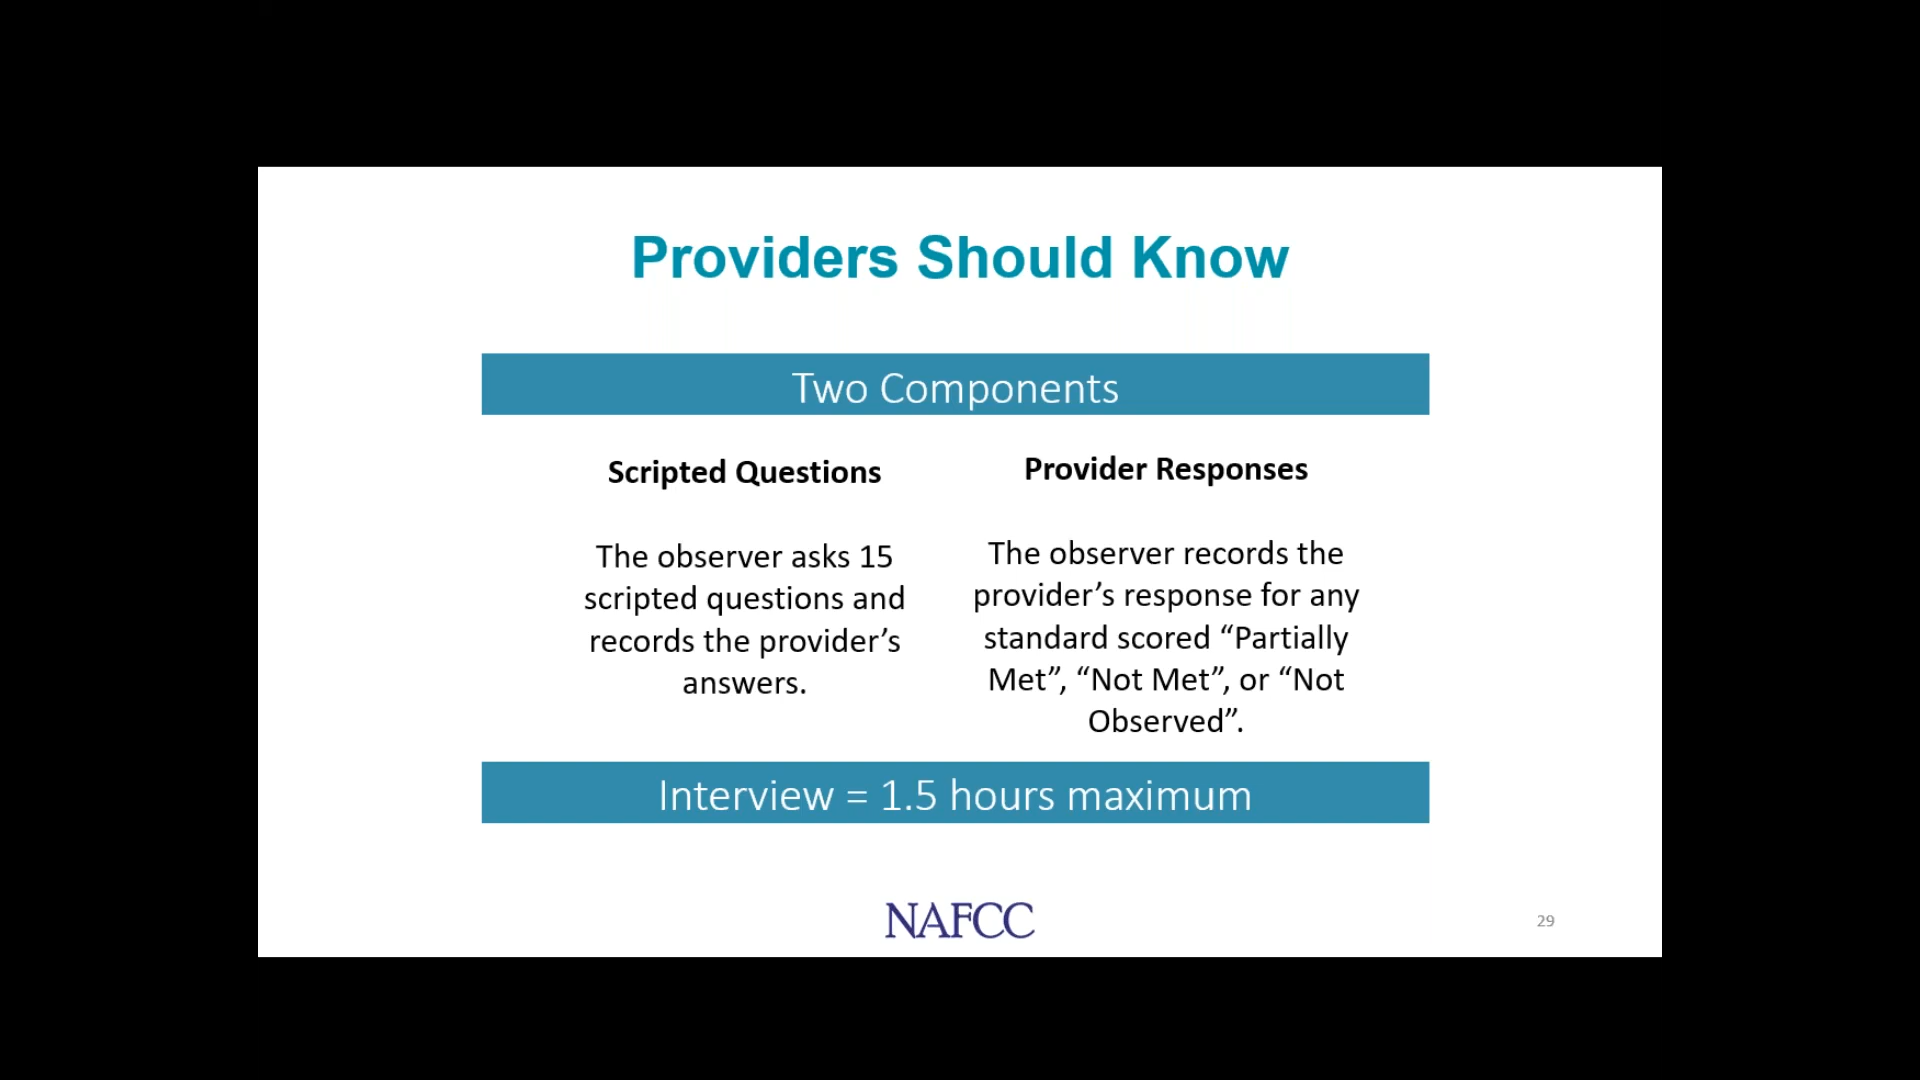 Providers Should Know
Two Components
Scripted Questions
The observer asks 15
scripted questions and
records the provider’s
answers.
Provider Responses
The observer records the
provider’s response for any
standard scored “Partially
Met”, “Not Met”, or “Not
Observed”.
Interview = 1.5 hours maximum
NAFCC
29